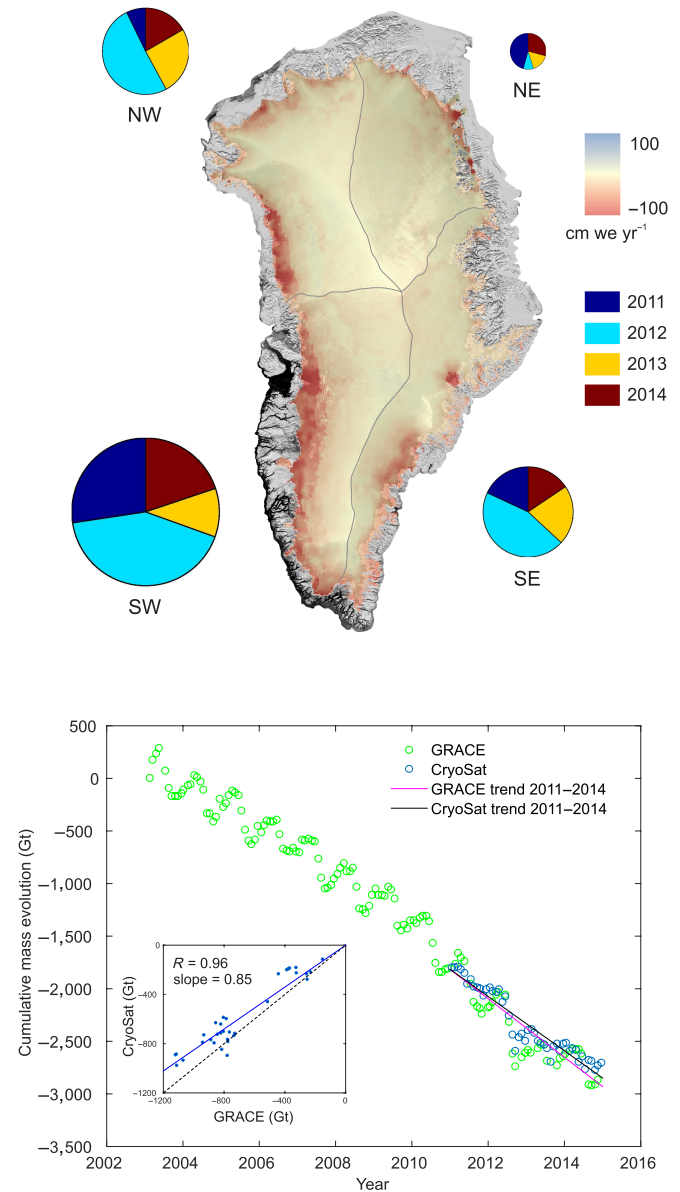 NW
NE
100
–100
cm we yr⁻¹
2011
2012
2013
2014
SW
SE
500
0
–500
–1,000
–1,500
–2,000
–2,500
–3,000
–3,500
Cumulative mass evolution (Gt)
GRACE
CryoSat
GRACE trend 2011–2014
CryoSat trend 2011–2014
0
–400
–800
–1200
CryoSat (Gt)
R = 0.96
slope = 0.85
–1200
–800
–400
0
GRACE (Gt)
2002
2004
2006
2008
2010
2012
2014
2016
Year